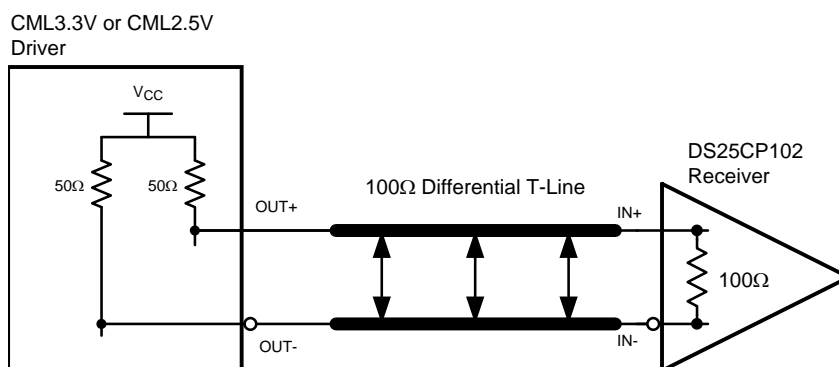 CML3.3V or CML2.5V
Driver
VCC
50Ω
50Ω
OUT+
OUT-
100Ω Differential T-Line
IN+
IN-
DS25CP102
Receiver
100Ω